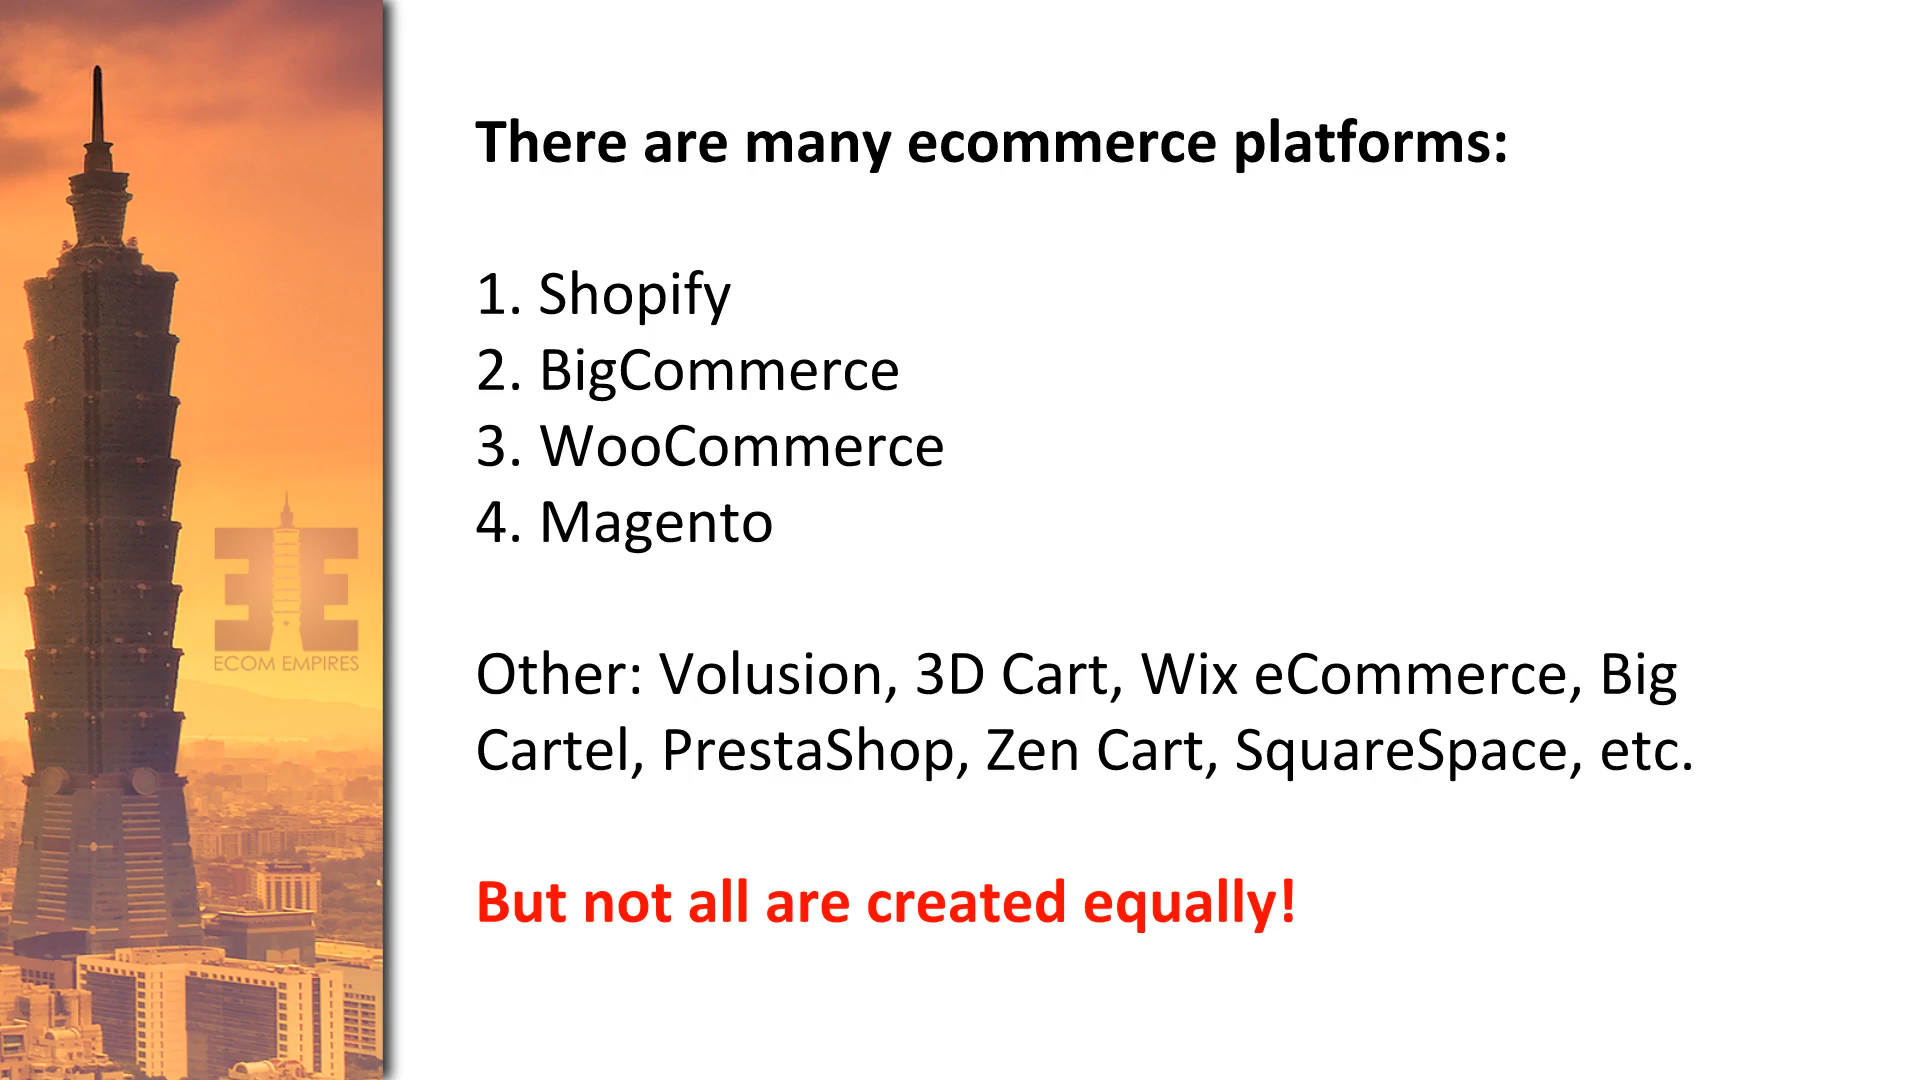 There are many ecommerce platforms:
1. Shopify
2. BigCommerce
3. WooCommerce
4. Magento
Other: Volusion, 3D Cart, Wix eCommerce, Big
Cartel, PrestaShop, Zen Cart, SquareSpace, etc.
But not all are created equally!
ECOM EMPIRES